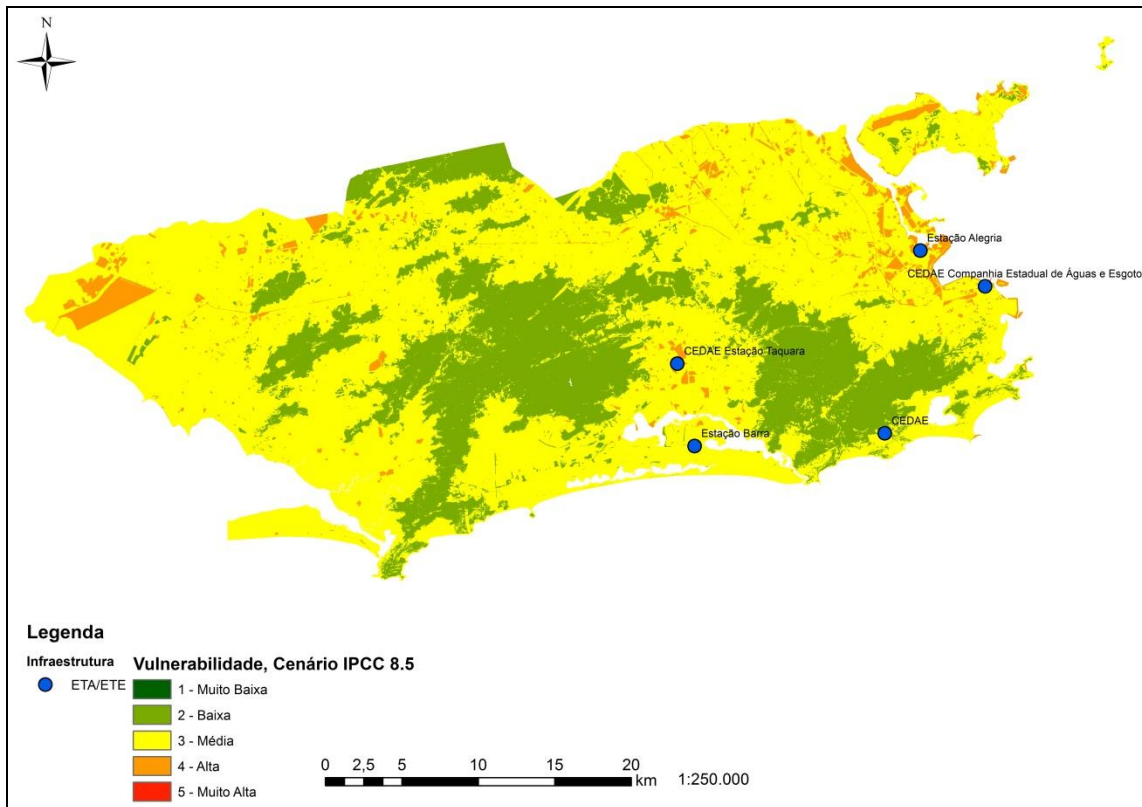 N
Estação Alegria
CEDAE Companhia Estadual de Águas e Esgoto
CEDAE Estação Taquara
CEDAE
Estação Barra
Legenda
Infraestrutura
ETA/ETE
Vulnerabilidade, Cenário IPCC 8.5
1 - Muito Baixa
2 - Baixa
3 - Média
4 - Alta
5 - Muito Alta
0 2,5 5 10 15 20
km
1:250.000